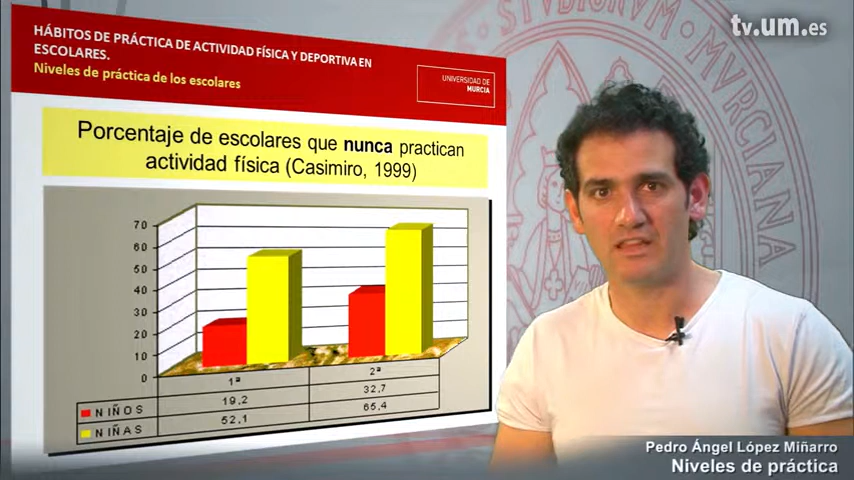 tv.um.es
HÁBITOS DE PRÁCTICA DE ACTIVIDAD FÍSICA Y DEPORTIVA EN
ESCOLARES.
Niveles de práctica de los escolares
UNIVERSIDAD DE
MURCIA
Porcentaje de escolares que nunca practican
actividad física (Casimiro, 1999)
70
60
50
40
30
20
10
0
1ª 2ª
NIÑOS 19,2 32,7
NIÑAS 52,1 65,4
STVDIORVM MVRCIANA
Pedro Ángel López Miñarro
Niveles de práctica